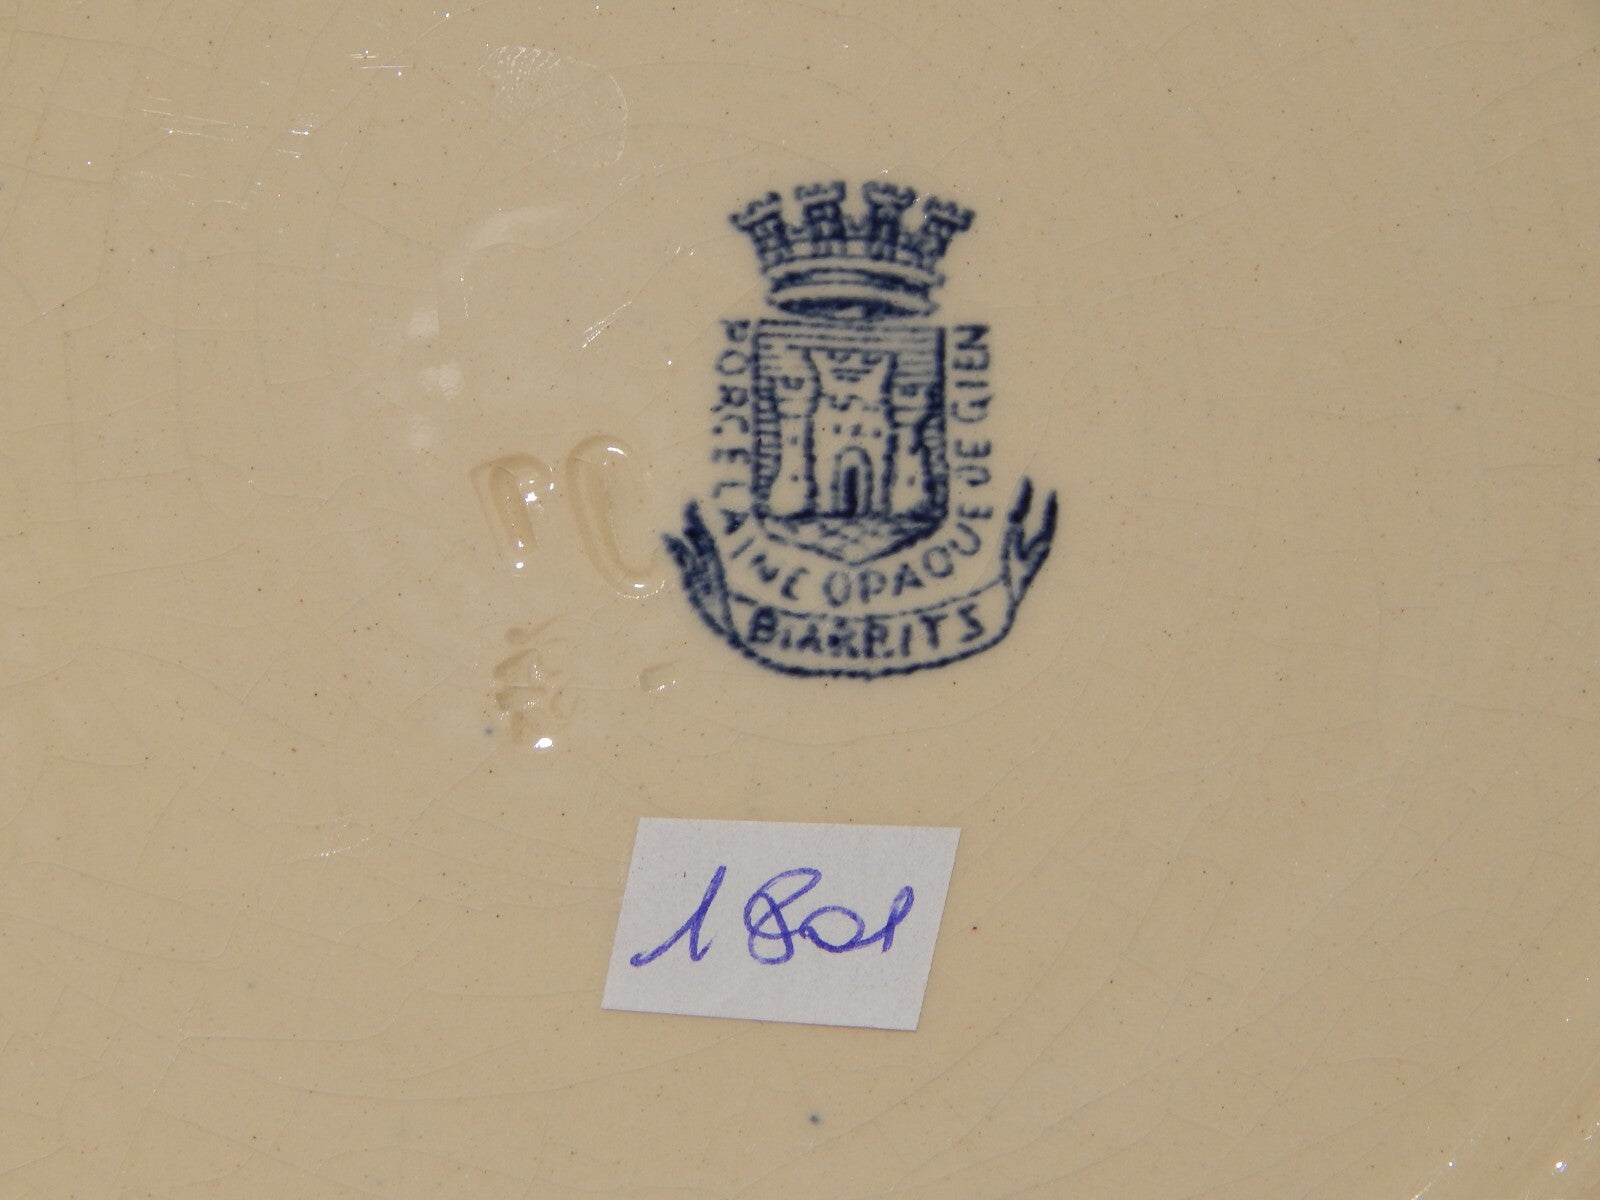 PORCELAINE OPAQUE DE GIEN
BIARRITS
1801